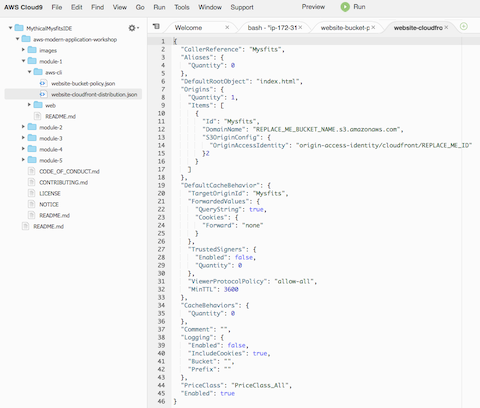 AWS Cloud9 File Edit Find View Go Run Tools Window Preview Run
MythicalMysfitsIDE
aws-modern-application-workshop
images
module-1
aws-cli
website-bucket-policy.json
website-cloudfront-distribution.json
web
README.md
module-2
module-3
module-4
module-5
CODE_OF_CONDUCT.md
CONTRIBUTING.md
LICENSE
NOTICE
README.md
README.md
Welcome bash - "ip-172-31 website-bucket-p website-cloudfro
1 {
2 "CallerReference": "Mysfits",
3 "Aliases": {
4 "Quantity": 0
5 },
6 "DefaultRootObject": "index.html",
7 "Origins": {
8 "Quantity": 1,
9 "Items": [
10 {
11 "Id": "Mysfits",
12 "DomainName": "REPLACE_ME_BUCKET_NAME.s3.amazonaws.com",
13 "S3OriginConfig": {
14 "OriginAccessIdentity": "origin-access-identity/cloudfront/REPLACE_ME_ID"
15 }2
16 }
17 ]
18 },
19 "DefaultCacheBehavior": {
20 "TargetOriginId": "Mysfits",
21 "ForwardedValues": {
22 "QueryString": true,
23 "Cookies": {
24 "Forward": "none"
25 }
26 },
27 "TrustedSigners": {
28 "Enabled": false,
29 "Quantity": 0
30 },
31 "ViewerProtocolPolicy": "allow-all",
32 "MinTTL": 3600
33 },
34 "CacheBehaviors": {
35 "Quantity": 0
36 },
37 "Comment": "",
38 "Logging": {
39 "Enabled": false,
40 "IncludeCookies": true,
41 "Bucket": "",
42 "Prefix": ""
43 },
44 "PriceClass": "PriceClass_All",
45 "Enabled": true
46 }